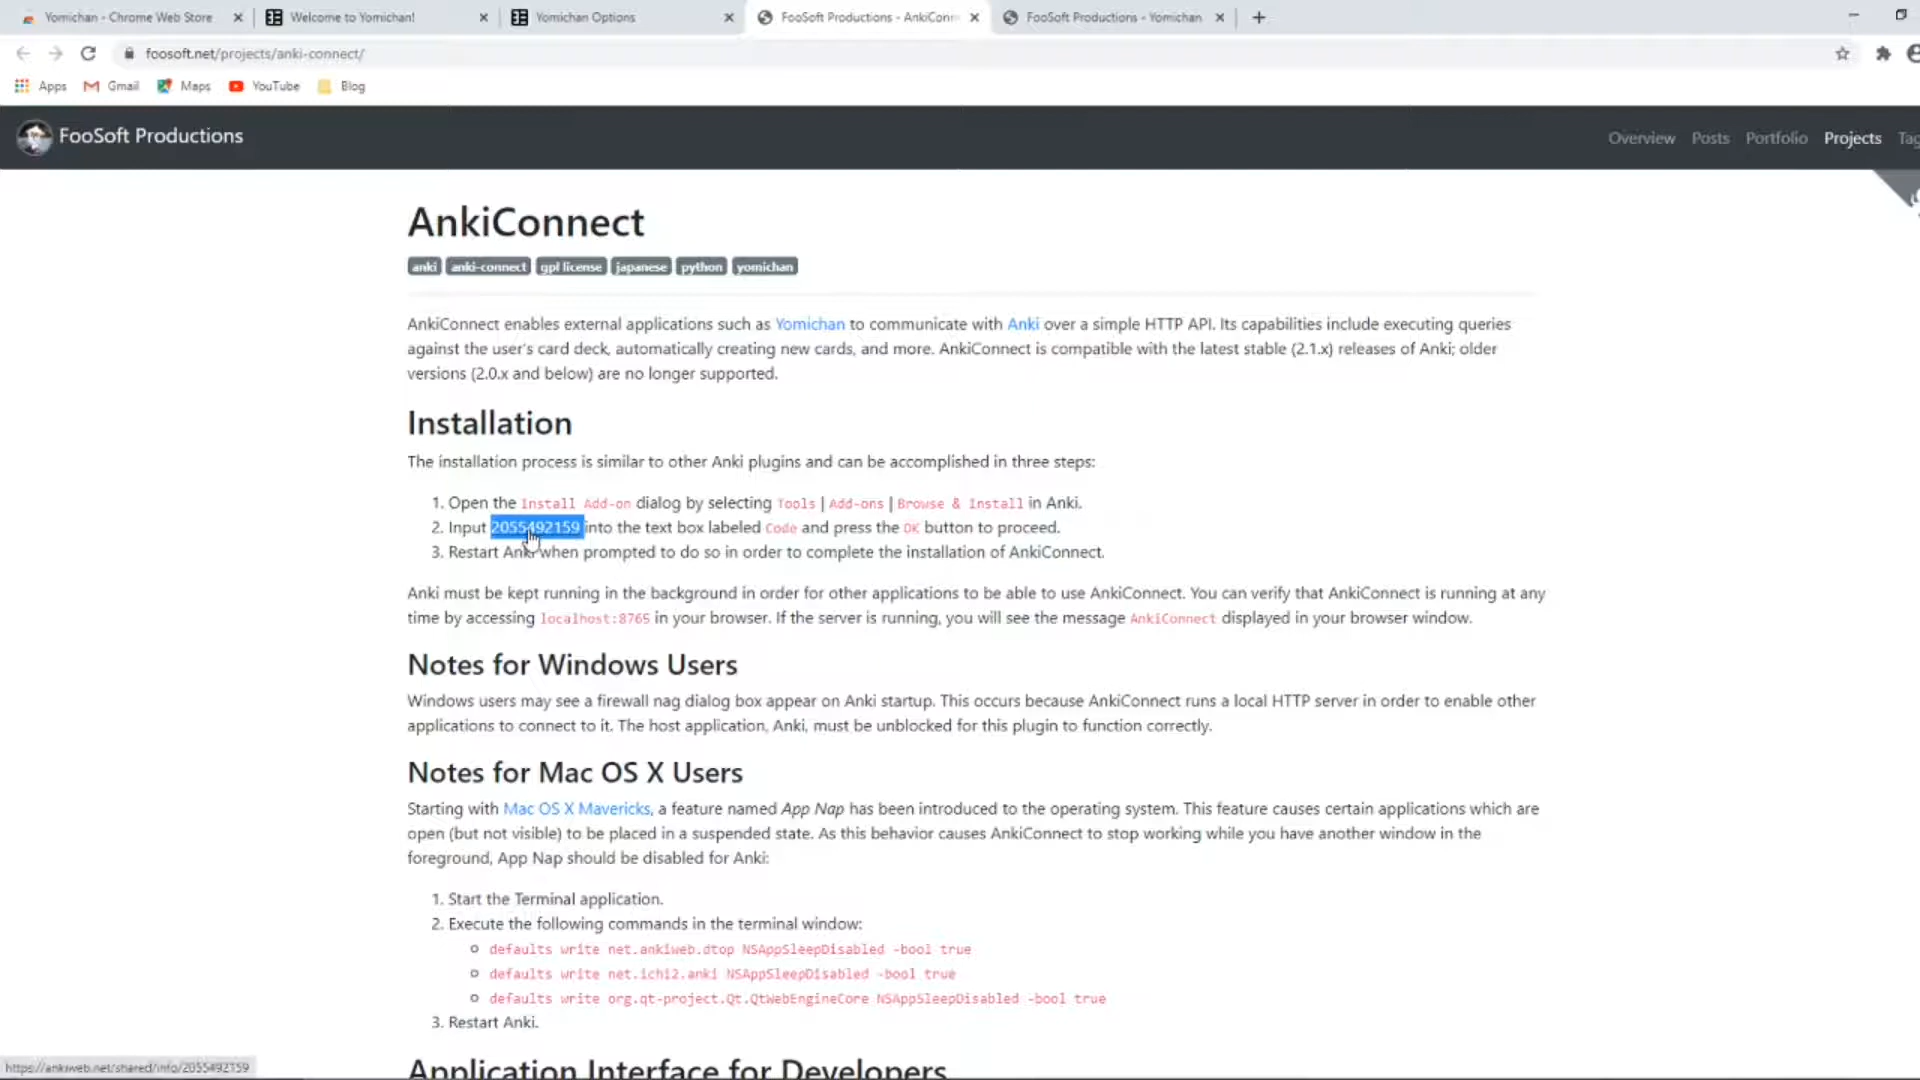 Yomichan - Chrome Web Store
Welcome to Yomichan!
Yomichan Options
FooSoft Productions - AnkiConn
FooSoft Productions - Yomichan
foosoft.net/projects/anki-connect/
Apps Gmail Maps YouTube Blog
FooSoft Productions
Overview Posts Portfolio Projects Tag
AnkiConnect
anki anki-connect gpl license japanese python yomichan
AnkiConnect enables external applications such as Yomichan to communicate with Anki over a simple HTTP API. Its capabilities include executing queries
against the user's card deck, automatically creating new cards, and more. AnkiConnect is compatible with the latest stable (2.1.x) releases of Anki; older
versions (2.0.x and below) are no longer supported.
Installation
The installation process is similar to other Anki plugins and can be accomplished in three steps:
1. Open the Install Add-on dialog by selecting Tools | Add-ons | Browse & Install in Anki.
2. Input 2055492159 into the text box labeled Code and press the OK button to proceed.
3. Restart Anki when prompted to do so in order to complete the installation of AnkiConnect.
Anki must be kept running in the background in order for other applications to be able to use AnkiConnect. You can verify that AnkiConnect is running at any
time by accessing localhost:8765 in your browser. If the server is running, you will see the message AnkiConnect displayed in your browser window.
Notes for Windows Users
Windows users may see a firewall nag dialog box appear on Anki startup. This occurs because AnkiConnect runs a local HTTP server in order to enable other
applications to connect to it. The host application, Anki, must be unblocked for this plugin to function correctly.
Notes for Mac OS X Users
Starting with Mac OS X Mavericks, a feature named App Nap has been introduced to the operating system. This feature causes certain applications which are
open (but not visible) to be placed in a suspended state. As this behavior causes AnkiConnect to stop working while you have another window in the
foreground, App Nap should be disabled for Anki:
1. Start the Terminal application.
2. Execute the following commands in the terminal window:
defaults write net.ankiweb.dtop NSAppSleepDisabled -bool true
defaults write net.ichi2.anki NSAppSleepDisabled -bool true
defaults write org.qt-project.Qt.QtWebEngineCore NSAppSleepDisabled -bool true
3. Restart Anki.
Application Interface for Developers
https://ankiweb.net/shared/info/2055492159